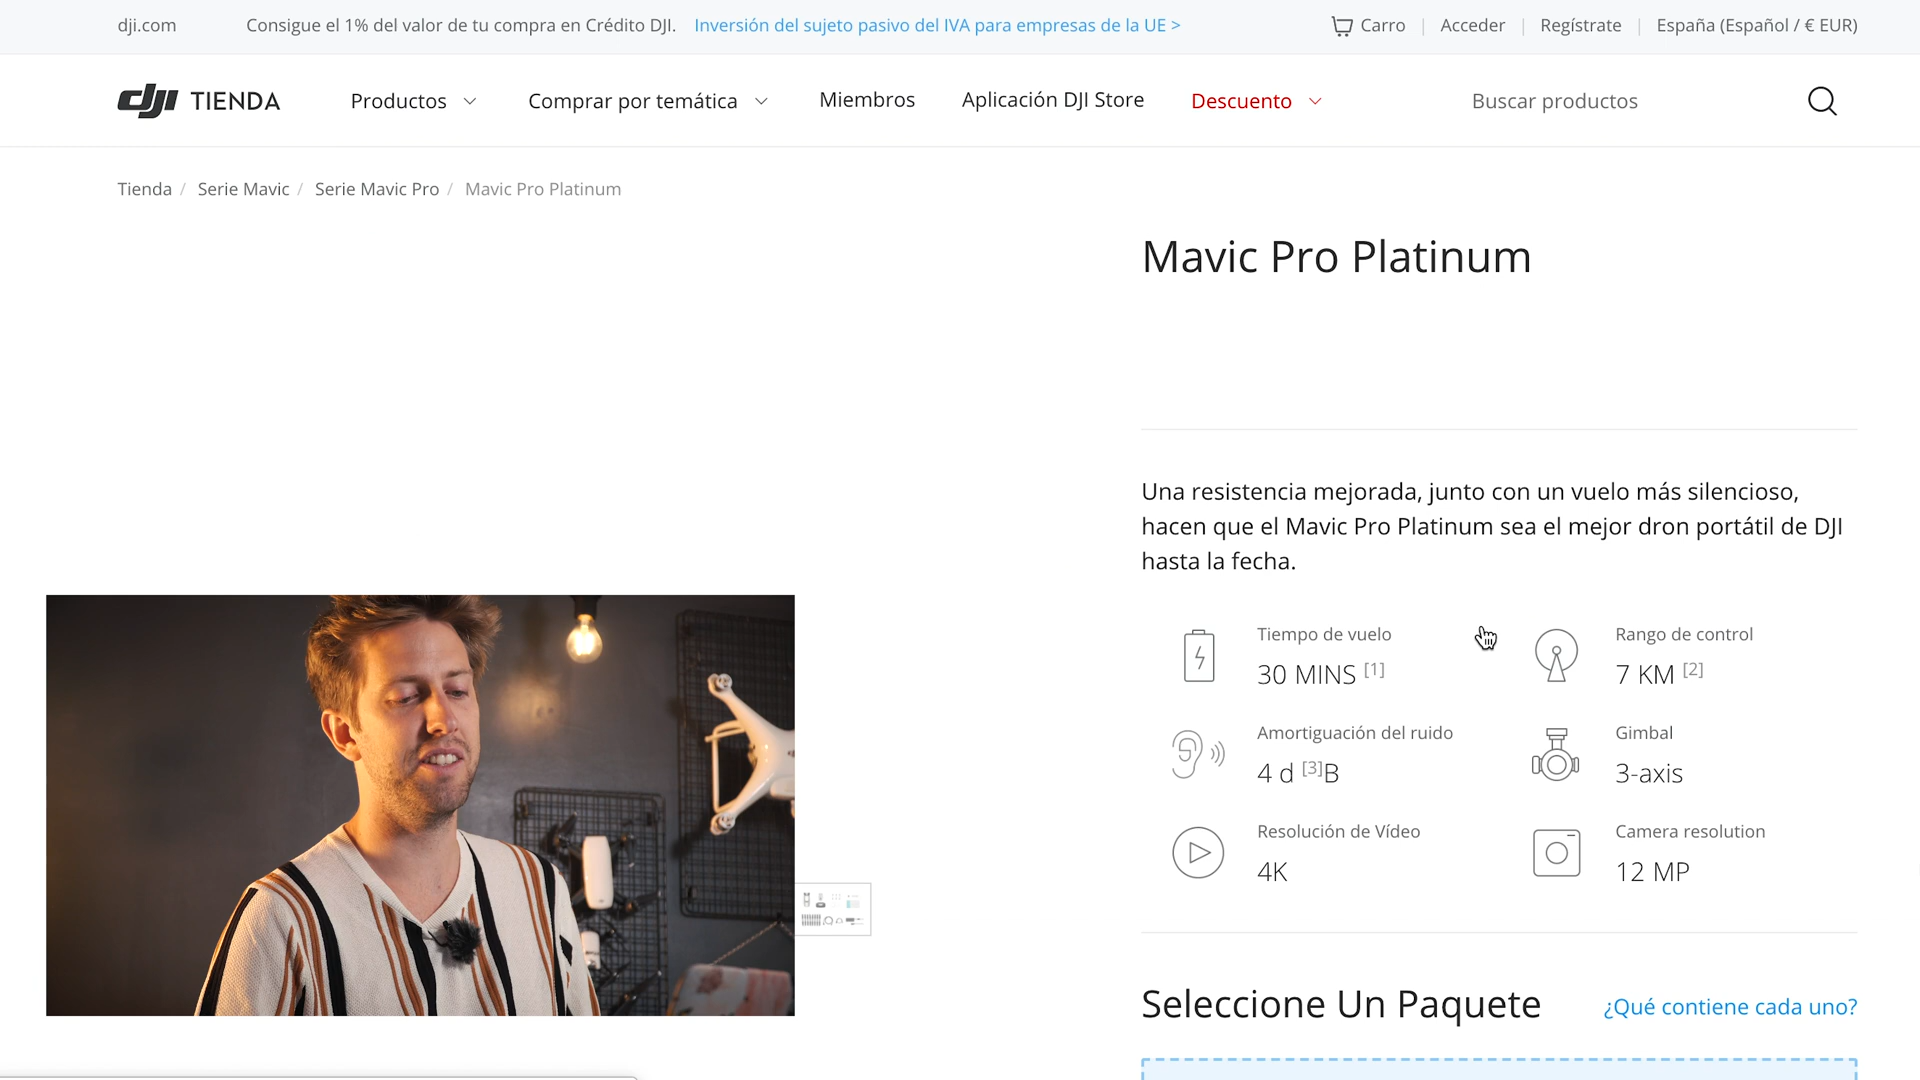 dji.com
Consigue el 1% del valor de tu compra en Crédito DJI.
Inversión del sujeto pasivo del IVA para empresas de la UE >
Carro
Acceder
Regístrate
España (Español / € EUR)
dji TIENDA
Productos
Comprar por temática
Miembros
Aplicación DJI Store
Descuento
Buscar productos
Tienda / Serie Mavic / Serie Mavic Pro / Mavic Pro Platinum
Mavic Pro Platinum
Una resistencia mejorada, junto con un vuelo más silencioso,
hacen que el Mavic Pro Platinum sea el mejor dron portátil de DJI
hasta la fecha.
Tiempo de vuelo
30 MINS [1]
Rango de control
7 KM [2]
Amortiguación del ruido
4 d [3]B
Gimbal
3-axis
Resolución de Vídeo
4K
Camera resolution
12 MP
Seleccione Un Paquete
¿Qué contiene cada uno?